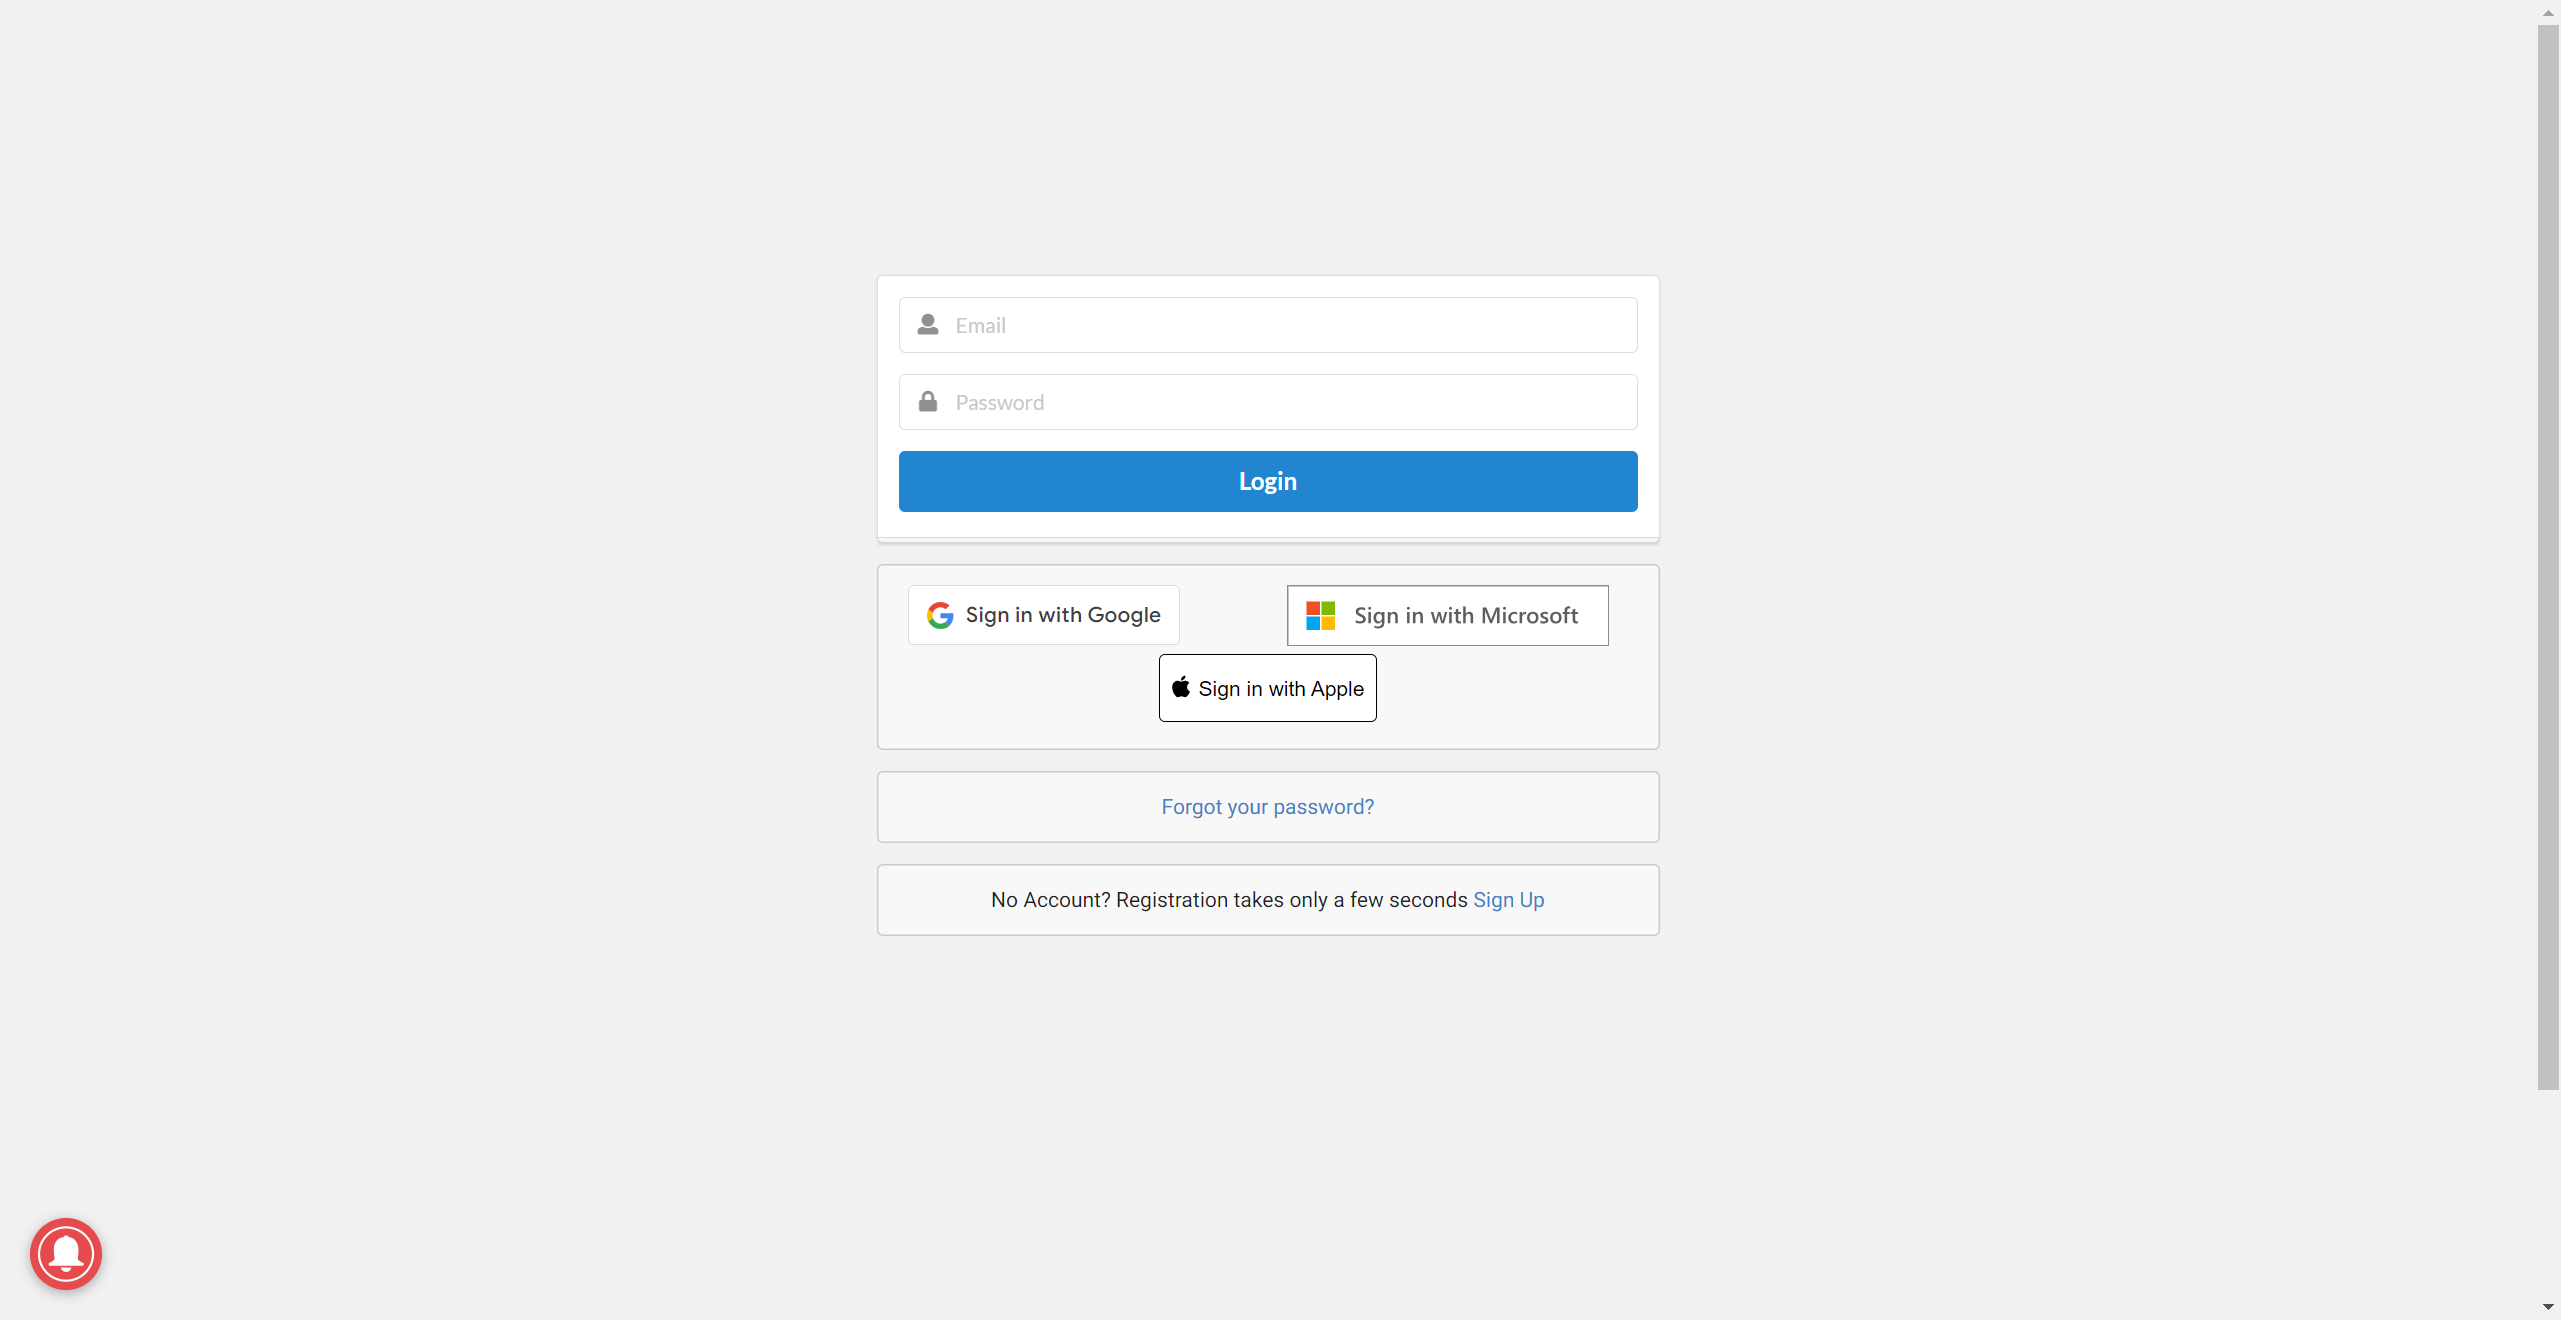 Email
Password
Login
Sign in with Google
Sign in with Microsoft
Sign in with Apple
Forgot your password?
No Account? Registration takes only a few seconds Sign Up